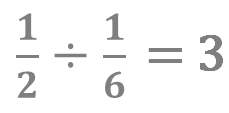 1/2 ÷ 1/6 = 3